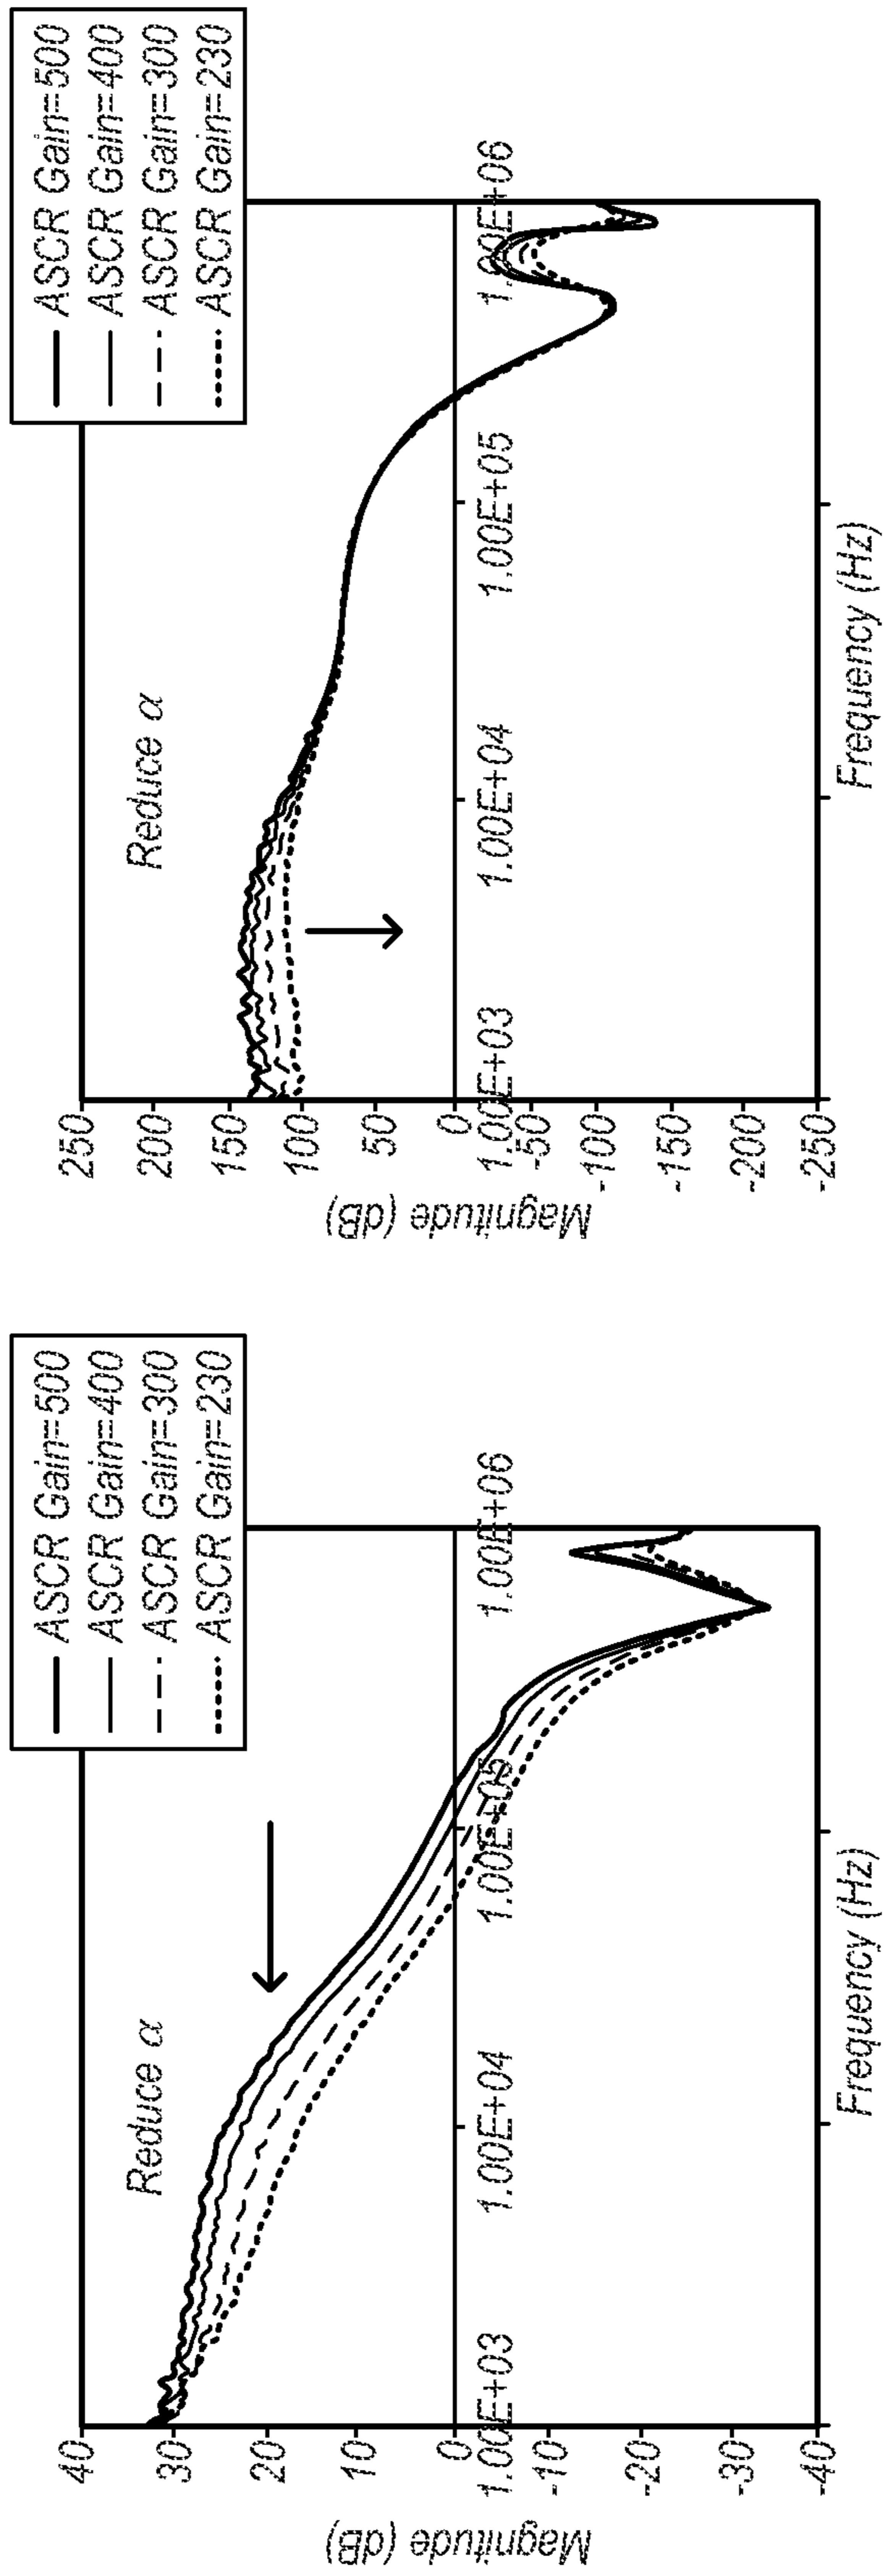 ASCR Gain=500
ASCR Gain=400
ASCR Gain=300
ASCR Gain=230
Reduce α
40
30
20
10
0
-10
-20
-30
-40
Magnitude (dB)
1.00E+03
1.00E+04
1.00E+05
1.00E+06
Frequency (Hz)
ASCR Gain=500
ASCR Gain=400
ASCR Gain=300
ASCR Gain=230
Reduce α
250
200
150
100
50
0
-50
-100
-150
-200
-250
Magnitude (dB)
1.00E+03
1.00E+04
1.00E+05
1.00E+06
Frequency (Hz)